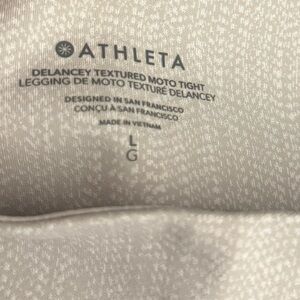 ATHLETA
DELANCEY TEXTURED MOTO TIGHT
LEGGING DE MOTO TEXTURÉ DELANCEY
DESIGNED IN SAN FRANCISCO
CONÇU À SAN FRANCISCO
MADE IN VIETNAM
L
G